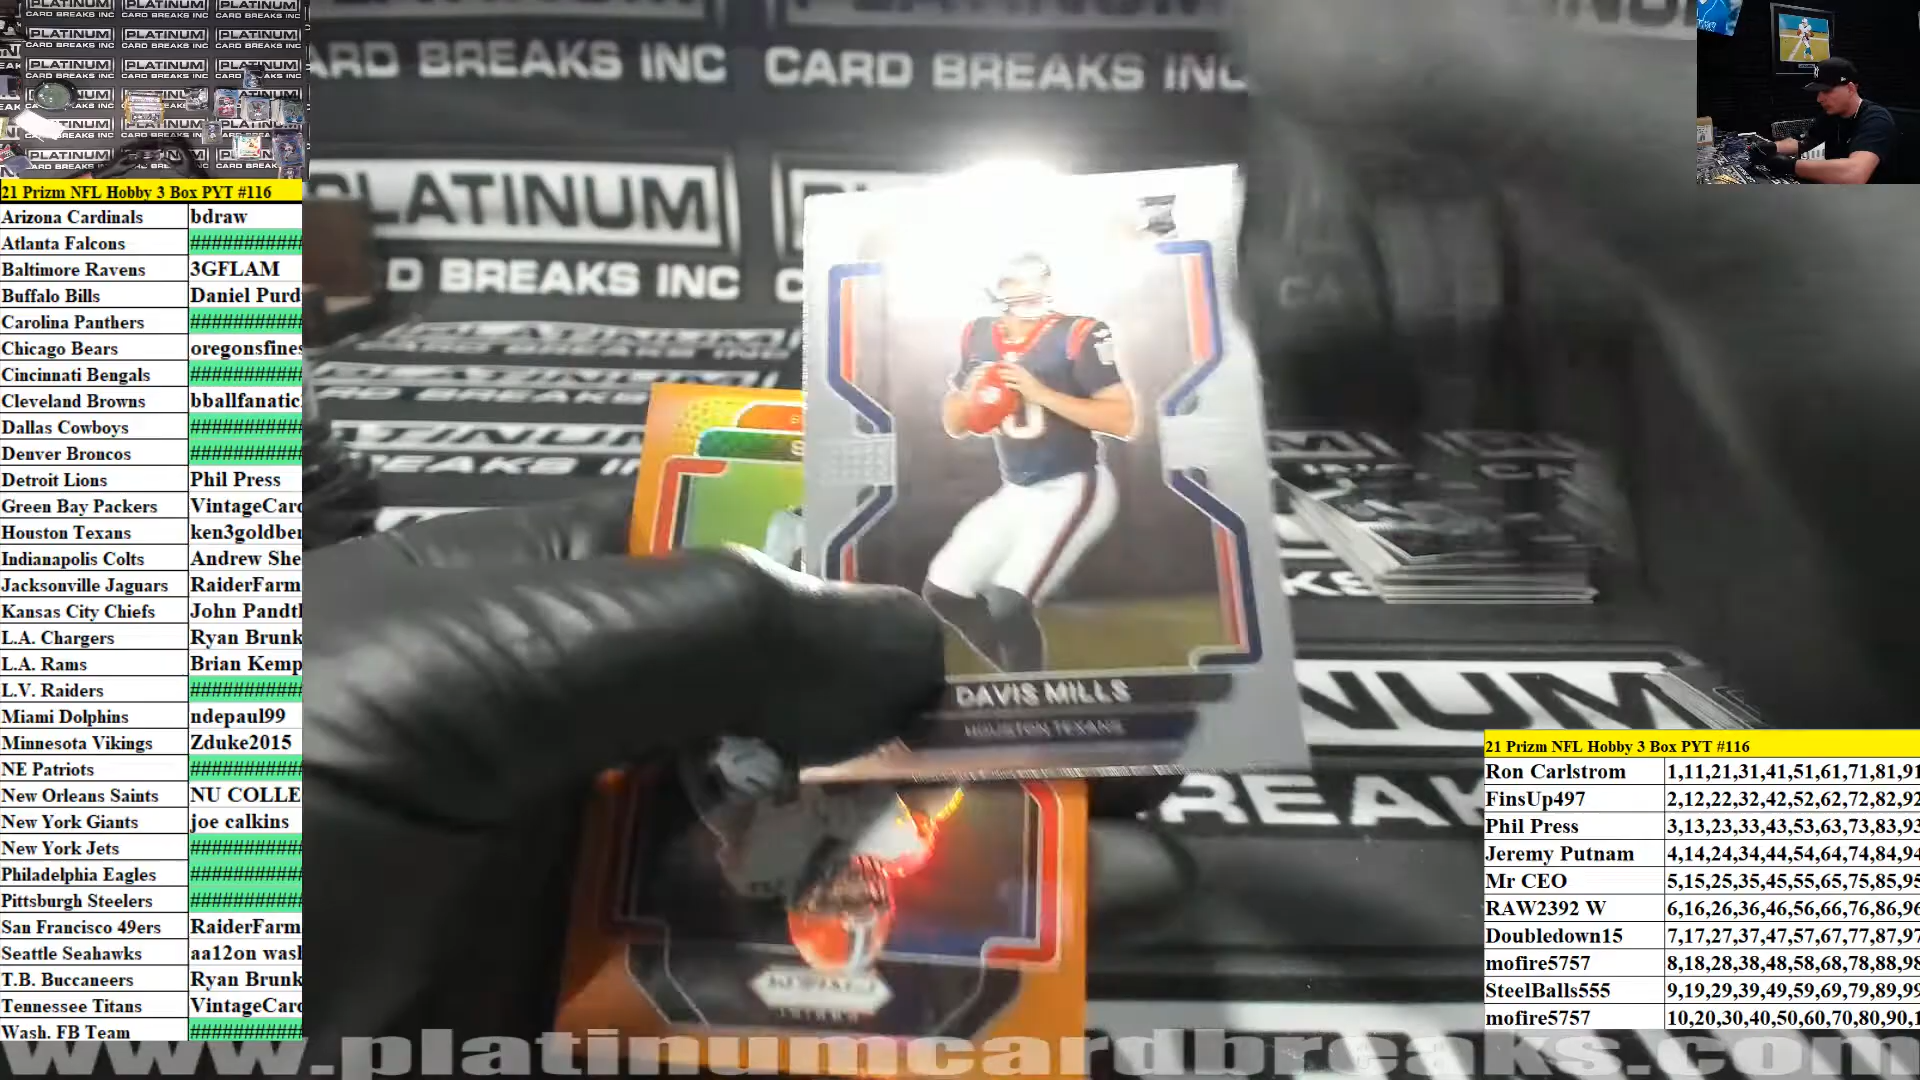 21 Prizm NFL Hobby 3 Box PYT #116
Arizona Cardinals bdraw
Atlanta Falcons ###########
Baltimore Ravens 3GFLAM
Buffalo Bills Daniel Purd
Carolina Panthers ###########
Chicago Bears oregonsfines
Cincinnati Bengals ###########
Cleveland Browns bballfanatic
Dallas Cowboys ###########
Denver Broncos ###########
Detroit Lions Phil Press
Green Bay Packers VintageCard
Houston Texans ken3goldber
Indianapolis Colts Andrew She
Jacksonville Jaguars RaiderFarm
Kansas City Chiefs John Pandtl
L.A. Chargers Ryan Brunk
L.A. Rams Brian Kemp
L.V. Raiders ###########
Miami Dolphins ndepaul99
Minnesota Vikings Zduke2015
NE Patriots ###########
New Orleans Saints NU COLLE
New York Giants joe calkins
New York Jets ###########
Philadelphia Eagles ###########
Pittsburgh Steelers ###########
San Francisco 49ers RaiderFarm
Seattle Seahawks aa12on wasl
T.B. Buccaneers Ryan Brunk
Tennessee Titans VintageCard
Wash. FB Team ###########
ARD BREAKS INC CARD BREAKS INC
PLATINUM PLATINUM
D BREAKS INC
DAVIS MILLS
HOUSTON TEXANS
21 Prizm NFL Hobby 3 Box PYT #116
Ron Carlstrom 1,11,21,31,41,51,61,71,81,91
FinsUp497 2,12,22,32,42,52,62,72,82,92
Phil Press 3,13,23,33,43,53,63,73,83,93
Jeremy Putnam 4,14,24,34,44,54,64,74,84,94
Mr CEO 5,15,25,35,45,55,65,75,85,95
RAW2392 W 6,16,26,36,46,56,66,76,86,96
Doubledown15 7,17,27,37,47,57,67,77,87,97
mofire5757 8,18,28,38,48,58,68,78,88,98
SteelBalls555 9,19,29,39,49,59,69,79,89,99
mofire5757 10,20,30,40,50,60,70,80,90,1
www.platinumcardbreaks.com